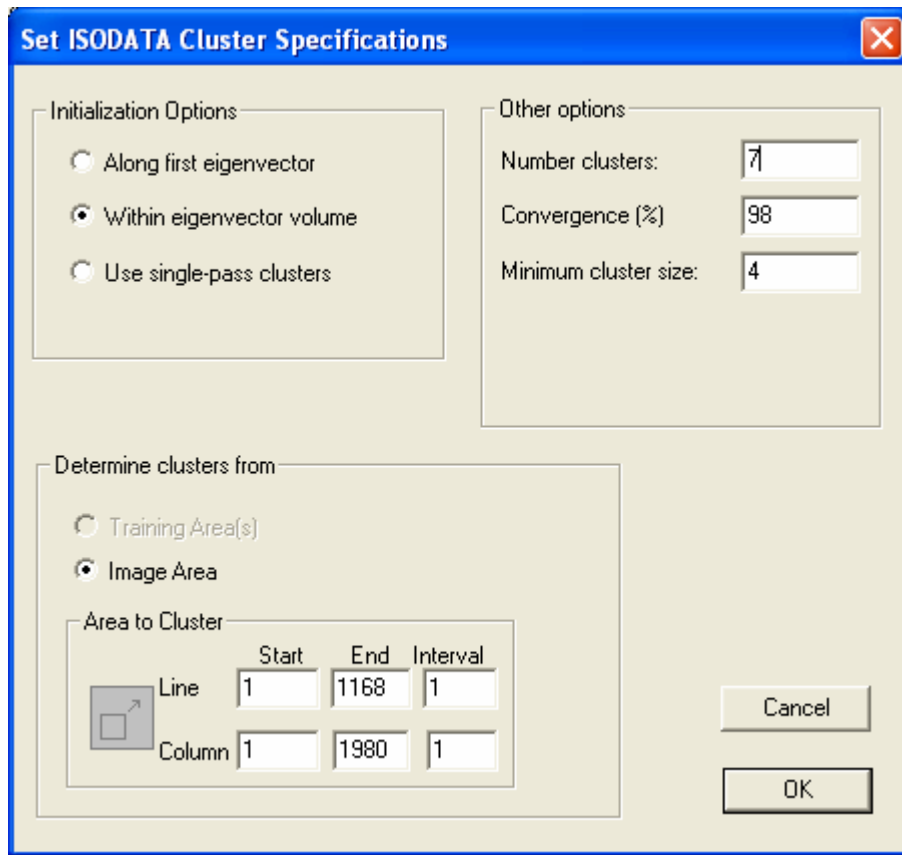 Set ISODATA Cluster Specifications
Initialization Options
Along first eigenvector
Within eigenvector volume
Use single-pass clusters
Other options
Number clusters: 7
Convergence (%) 98
Minimum cluster size: 4
Determine clusters from
Training Area(s)
Image Area
Area to Cluster
Start End Interval
Line 1 1168 1
Column 1 1980 1
Cancel
OK